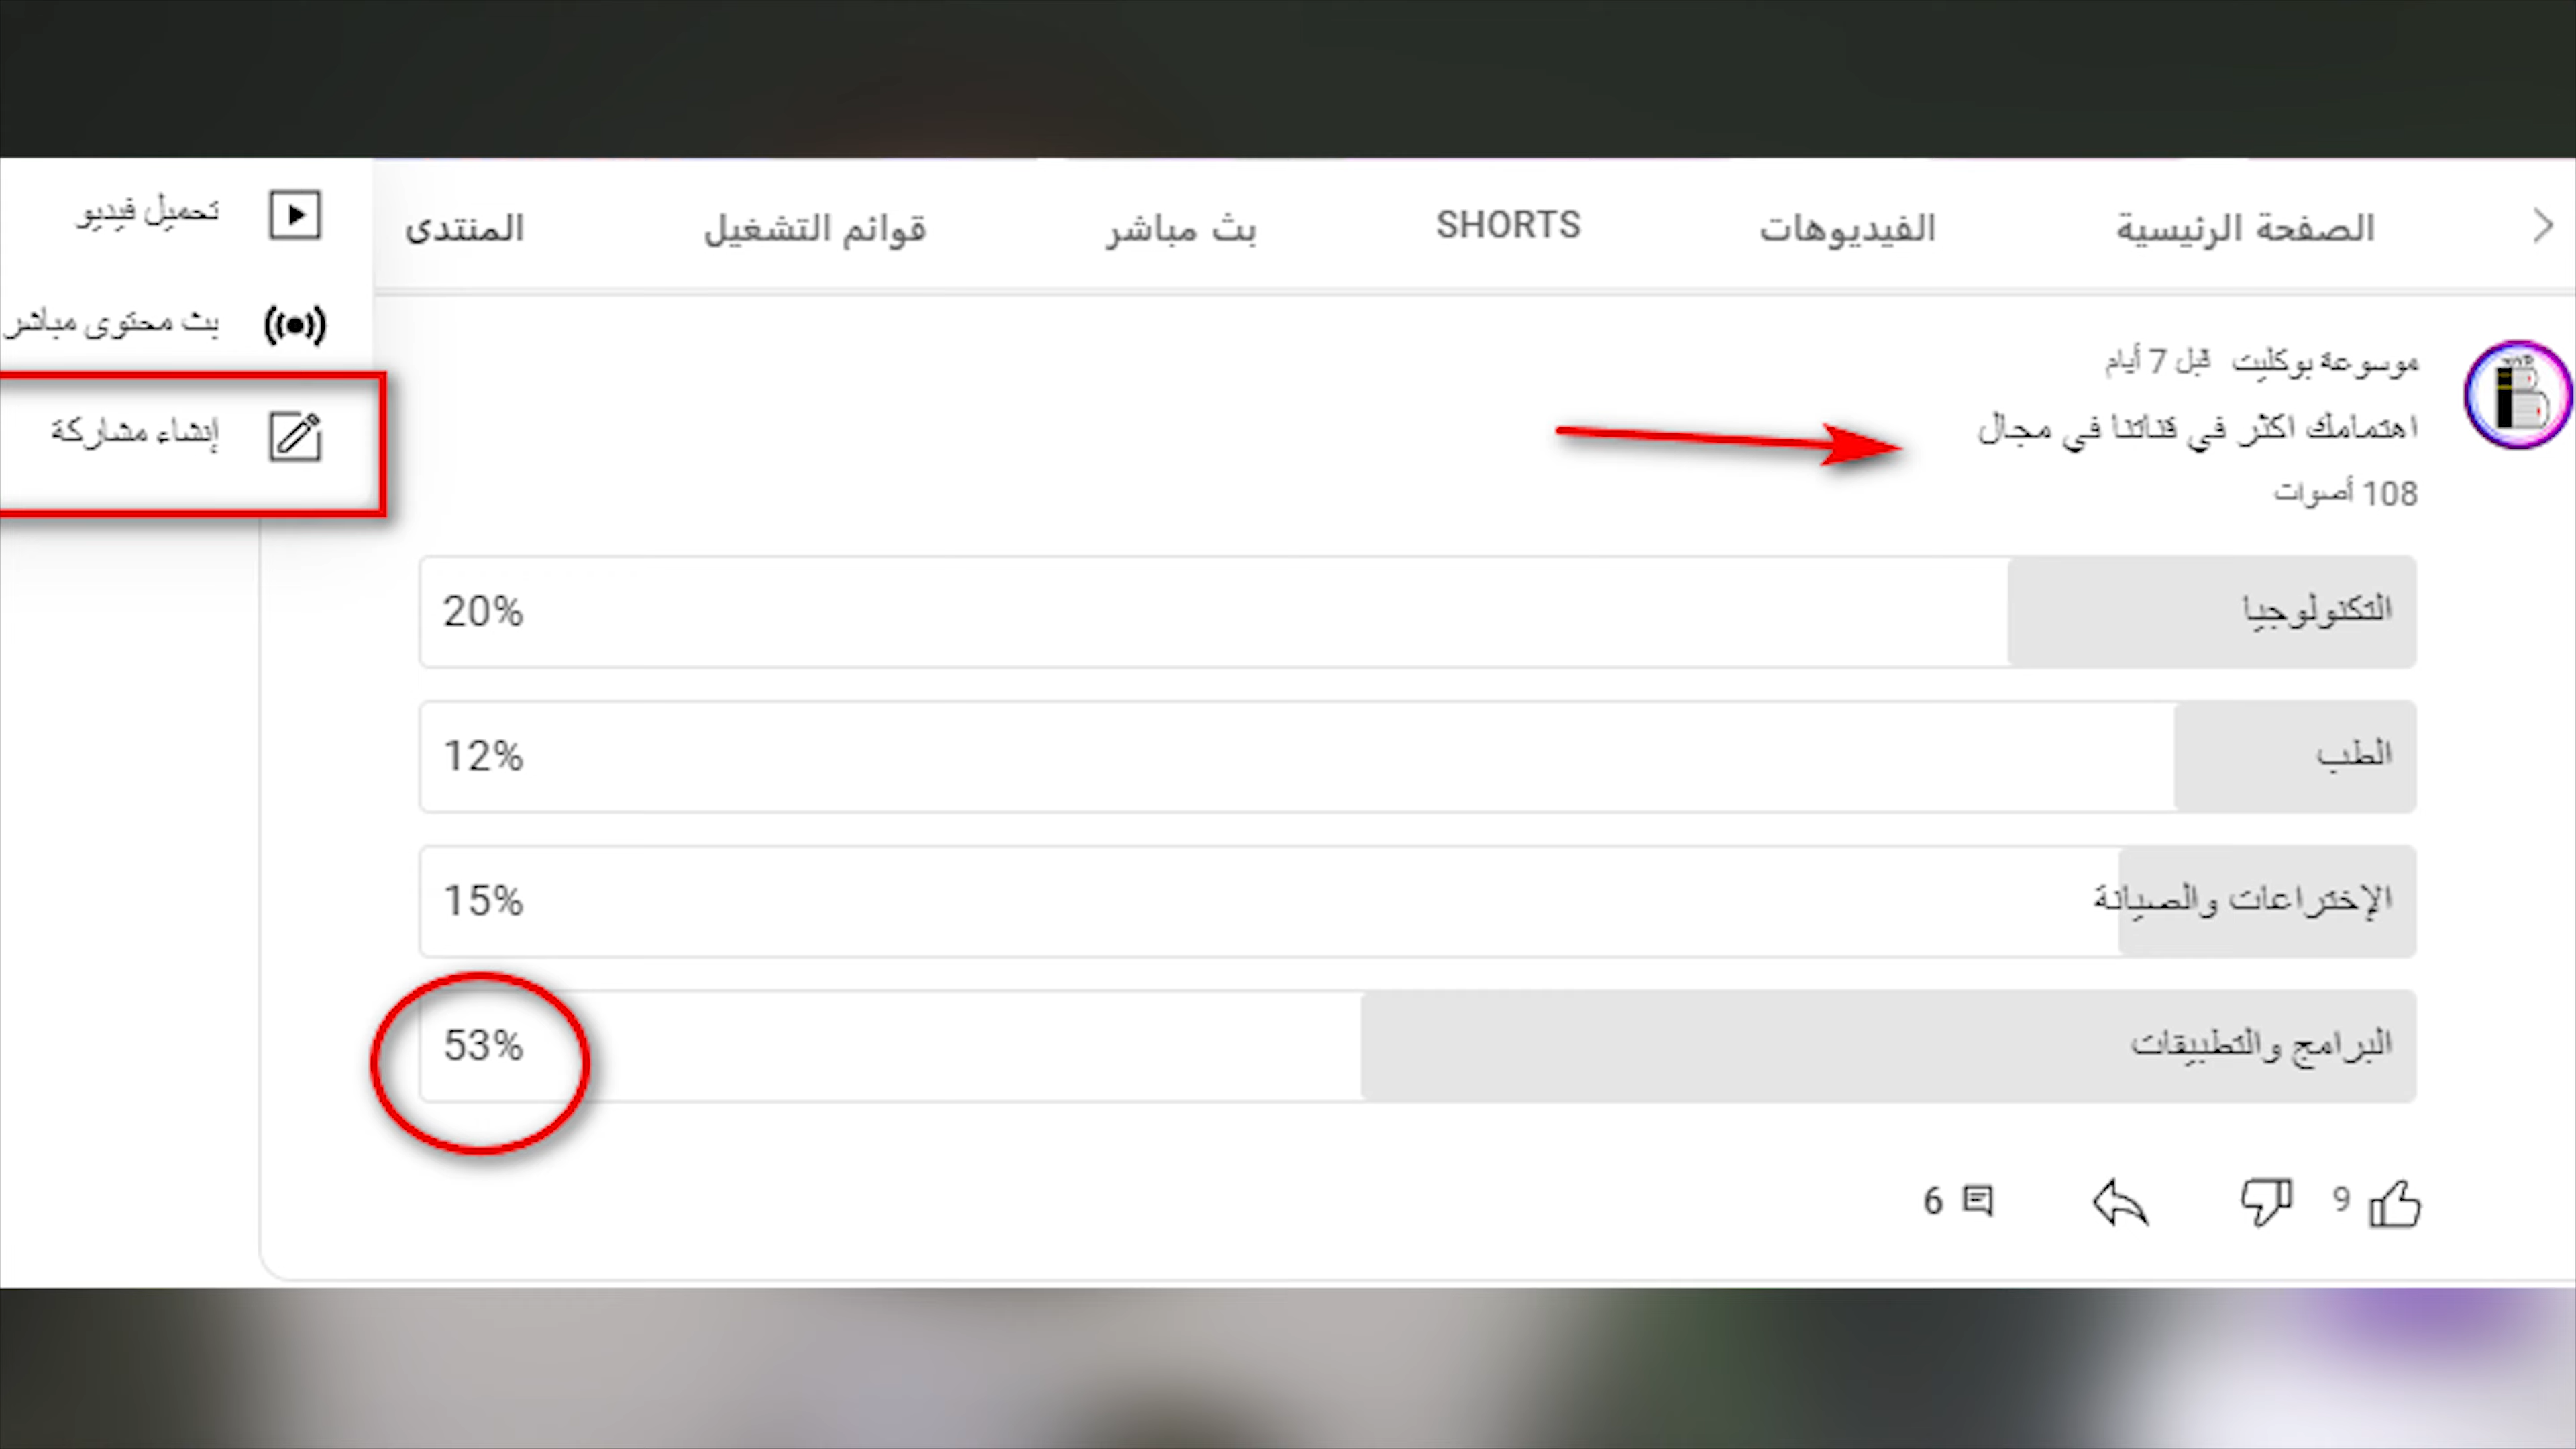 الصفحة الرئيسية
الفيديوهات
SHORTS
بث مباشر
قوائم التشغيل
المنتدى
تحميل فيديو
بث محتوى مباشر
إنشاء مشاركة
موسوعة بوكليت قبل 7 أيام
اهتمامك اكثر في قناتنا في مجال
108 أصوات
التكنولوجيا 20%
الطب 12%
الإختراعات والصيانة 15%
البرامج والتطبيقات 53%
9
6